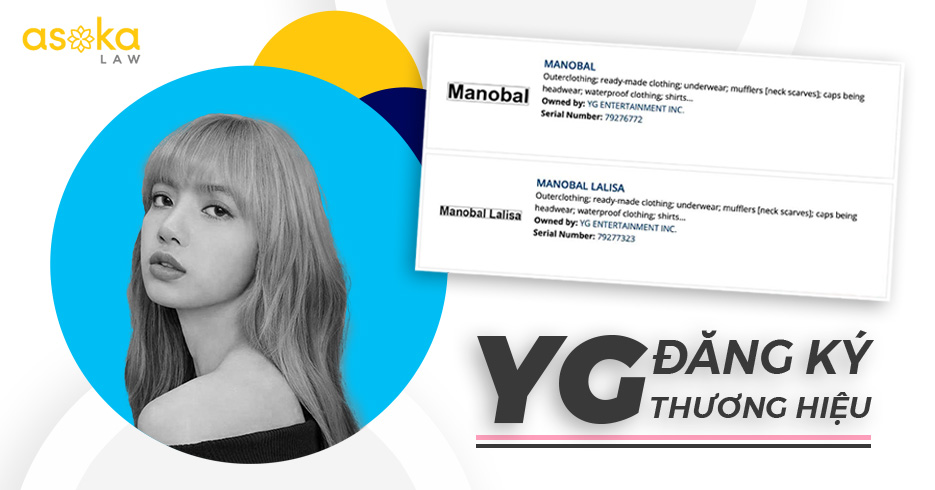 asoka
LAW
Manobal
MANOBAL
Outerclothing; ready-made clothing; underwear; mufflers [neck scarves]; caps being
headwear; waterproof clothing; shirts...
Owned by: YG ENTERTAINMENT INC.
Serial Number: 79276772
Manobal Lalisa
MANOBAL LALISA
Outerclothing; ready-made clothing; underwear; mufflers [neck scarves]; caps being
headwear; waterproof clothing; shirts...
Owned by: YG ENTERTAINMENT INC.
Serial Number: 79277323
YG ĐĂNG KÝ
THƯƠNG HIỆU